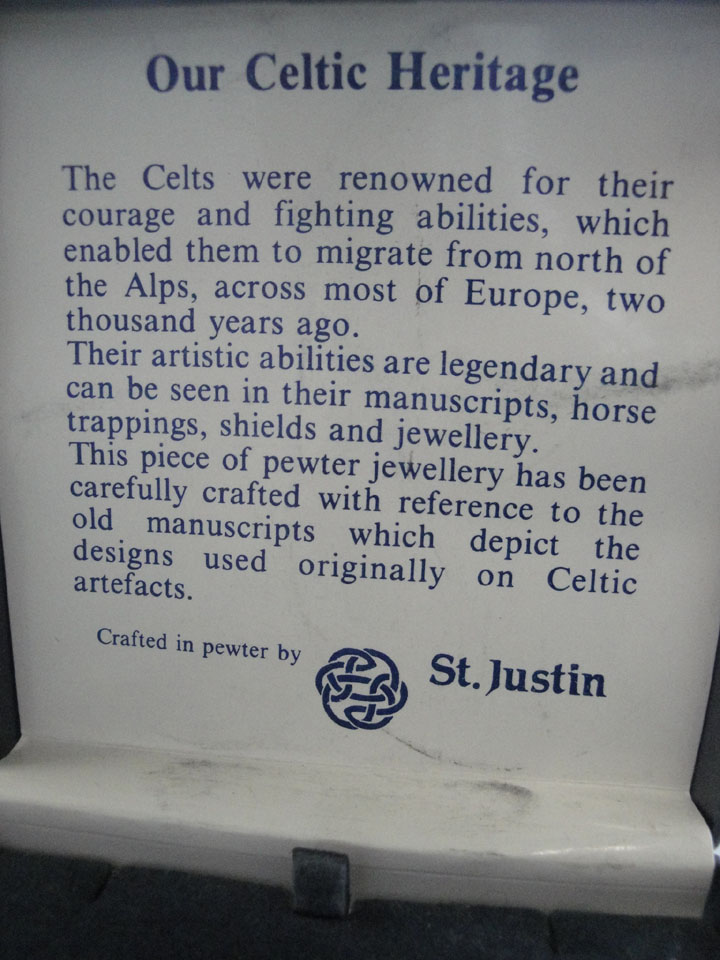 Our Celtic Heritage
The Celts were renowned for their
courage and fighting abilities, which
enabled them to migrate from north of
the Alps, across most of Europe, two
thousand years ago.
Their artistic abilities are legendary and
can be seen in their manuscripts, horse
trappings, shields and jewellery.
This piece of pewter jewellery has been
carefully crafted with reference to the
old manuscripts which depict the
designs used originally on Celtic
artefacts.
Crafted in pewter by St. Justin